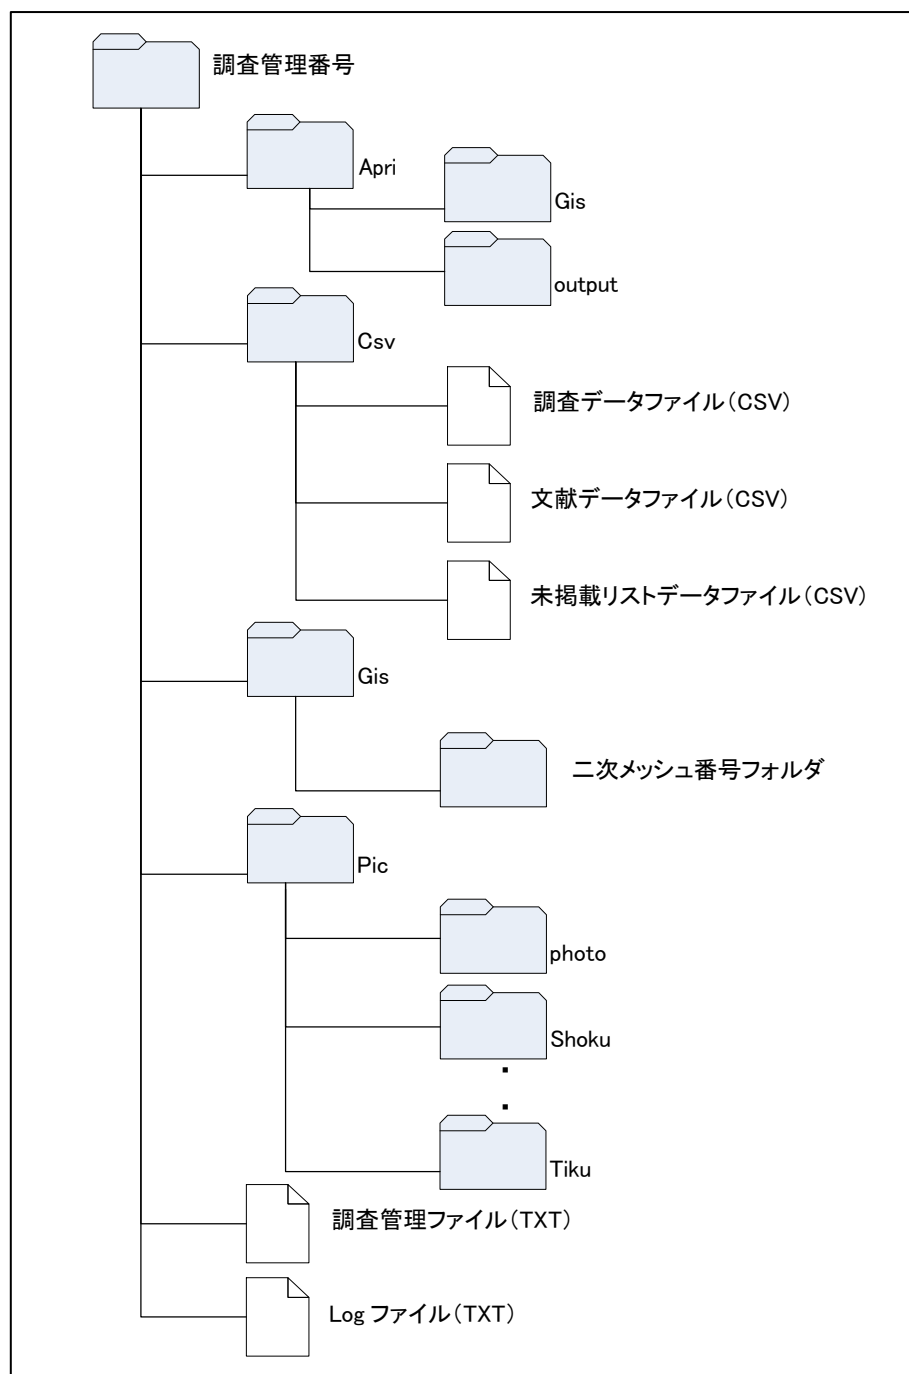 調査管理番号
Apri
Gis
output
Csv
調査データファイル(CSV)
文献データファイル(CSV)
未掲載リストデータファイル(CSV)
Gis
二次メッシュ番号フォルダ
Pic
photo
Shoku
・
・
Tiku
調査管理ファイル(TXT)
Log ファイル(TXT)